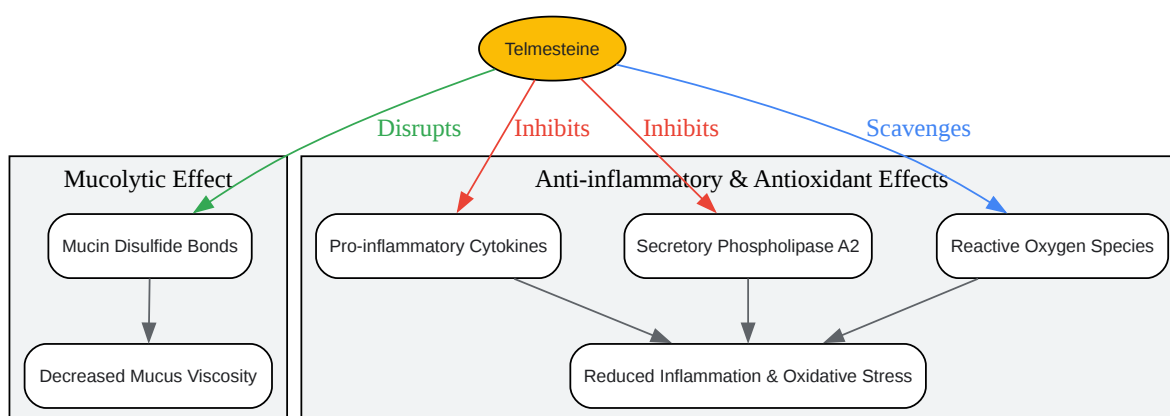 Telmesteine
Disrupts
Inhibits
Inhibits
Scavenges
Mucolytic Effect
Anti-inflammatory & Antioxidant Effects
Mucin Disulfide Bonds
Pro-inflammatory Cytokines
Secretory Phospholipase A2
Reactive Oxygen Species
Decreased Mucus Viscosity
Reduced Inflammation & Oxidative Stress